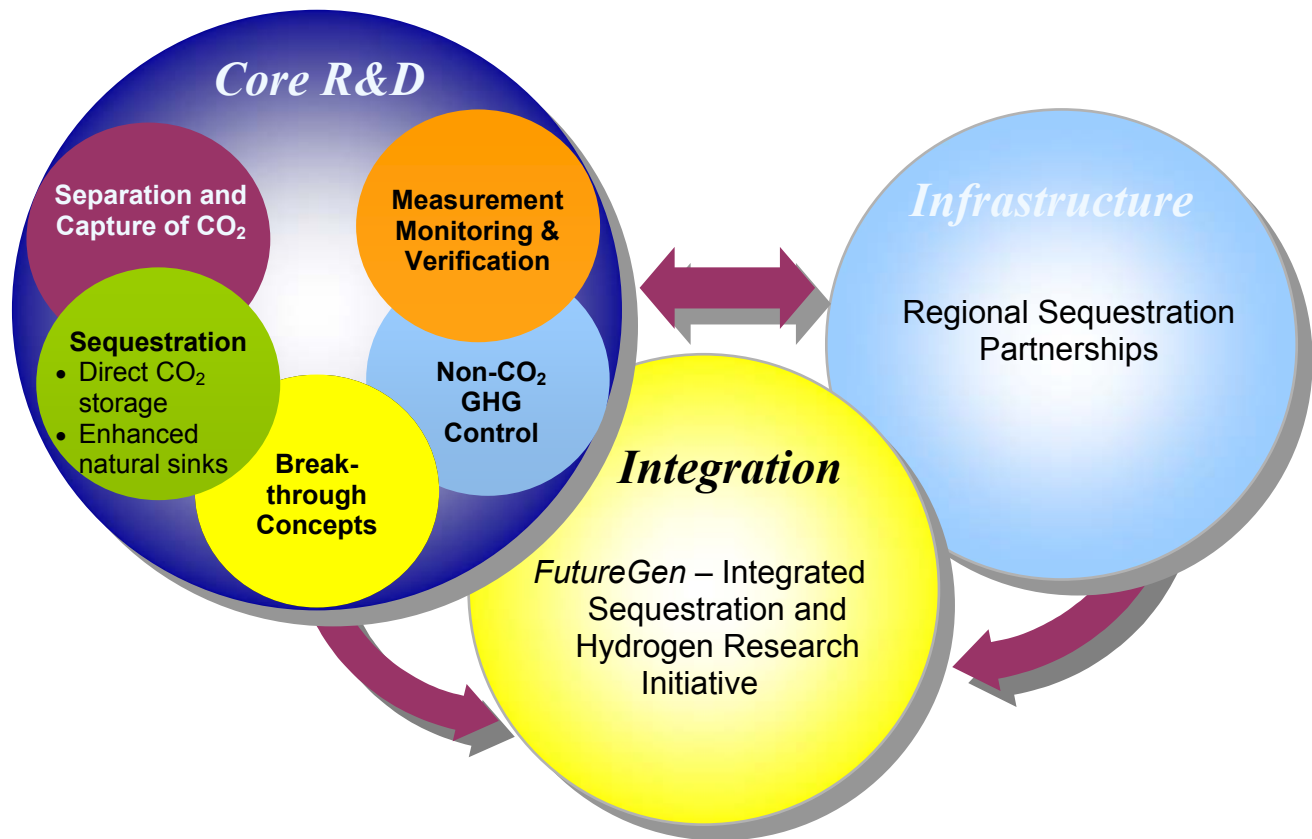 Core R&D
Separation and
Capture of CO₂
Measurement
Monitoring &
Verification
Sequestration
• Direct CO₂
storage
• Enhanced
natural sinks
Non-CO₂
GHG
Control
Break-
through
Concepts
Infrastructure
Regional Sequestration
Partnerships
Integration
FutureGen – Integrated
Sequestration and
Hydrogen Research
Initiative